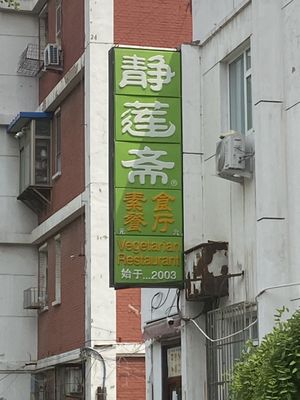 静
莲
斋®
素食
餐厅
Vegetarian
Restaurant
始于...2003